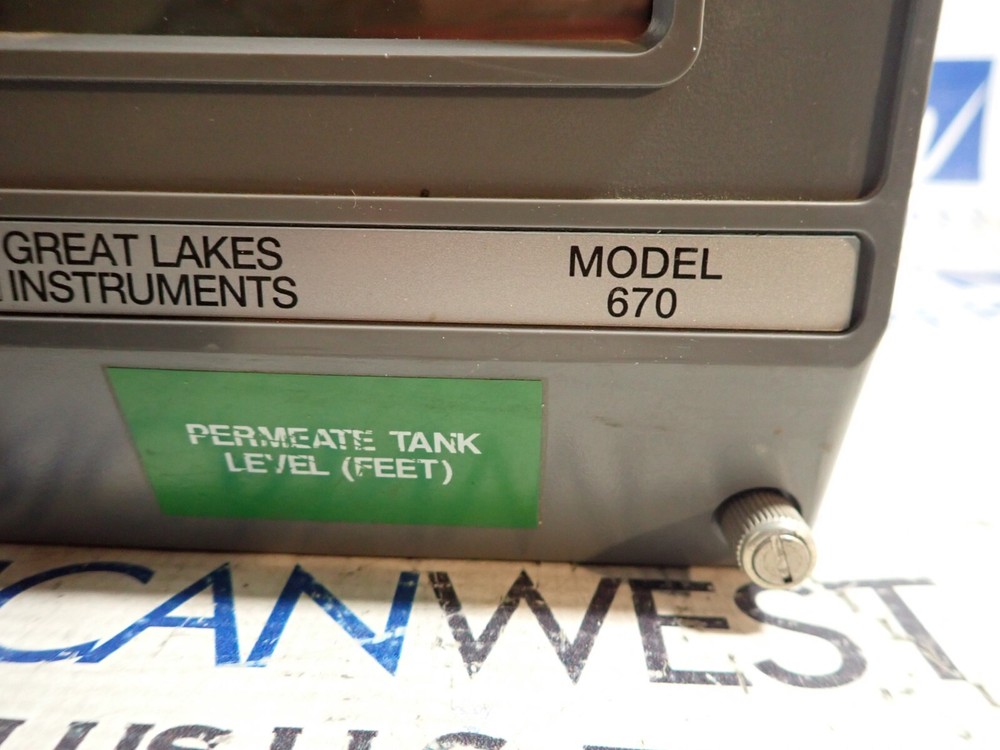 GREAT LAKES
INSTRUMENTS
MODEL
670
PERMEATE TANK
LEVEL (FEET)
CANWEST